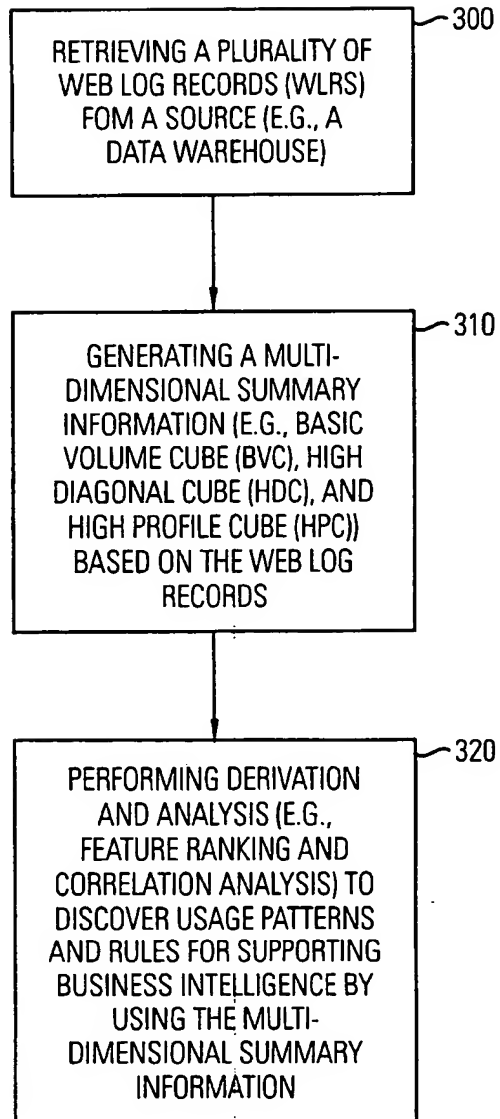 300
RETRIEVING A PLURALITY OF
WEB LOG RECORDS (WLRS)
FOM A SOURCE (E.G., A
DATA WAREHOUSE)
310
GENERATING A MULTI-
DIMENSIONAL SUMMARY
INFORMATION (E.G., BASIC
VOLUME CUBE (BVC), HIGH
DIAGONAL CUBE (HDC), AND
HIGH PROFILE CUBE (HPC))
BASED ON THE WEB LOG
RECORDS
320
PERFORMING DERIVATION
AND ANALYSIS (E.G.,
FEATURE RANKING AND
CORRELATION ANALYSIS) TO
DISCOVER USAGE PATTERNS
AND RULES FOR SUPPORTING
BUSINESS INTELLIGENCE BY
USING THE MULTI-
DIMENSIONAL SUMMARY
INFORMATION